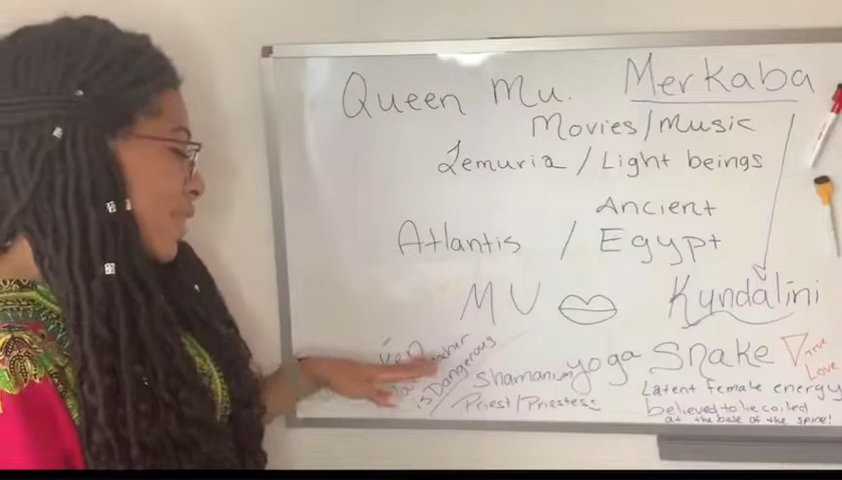 Queen Mu. Merkaba
Movies/Music
Lemuria / Light beings
Ancient
Atlantis / Egypt
MU Kundalini
yoga Snake True Love
is Dangerous
Shamanism
Priest/Priestess
Latent female energy
believed to lie coiled
at the base of the spine!